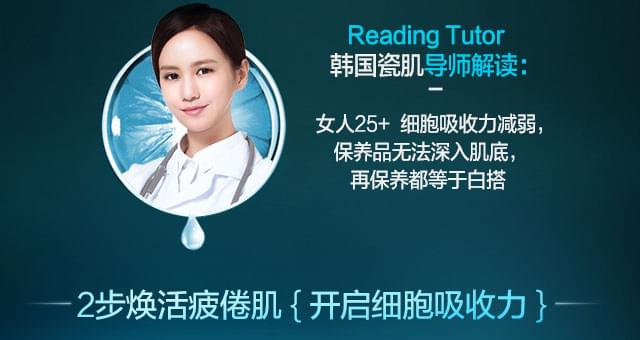 Reading Tutor
韩国瓷肌导师解读：
女人25+ 细胞吸收力减弱，
保养品无法深入肌底，
再保养都等于白搭
2步焕活疲倦肌｛开启细胞吸收力｝